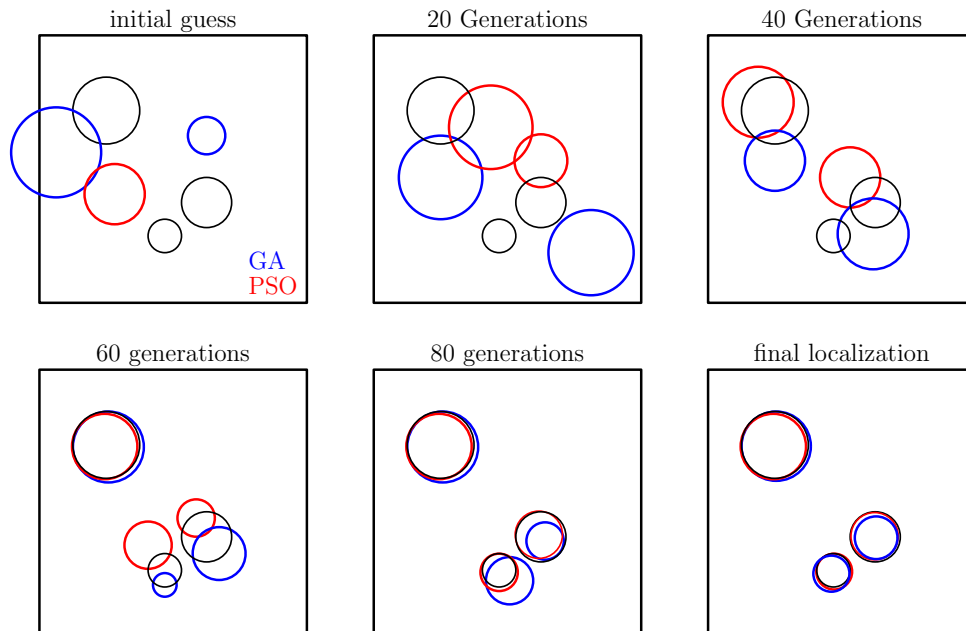 initial guess
20 Generations
40 Generations
GA
PSO
60 generations
80 generations
final localization